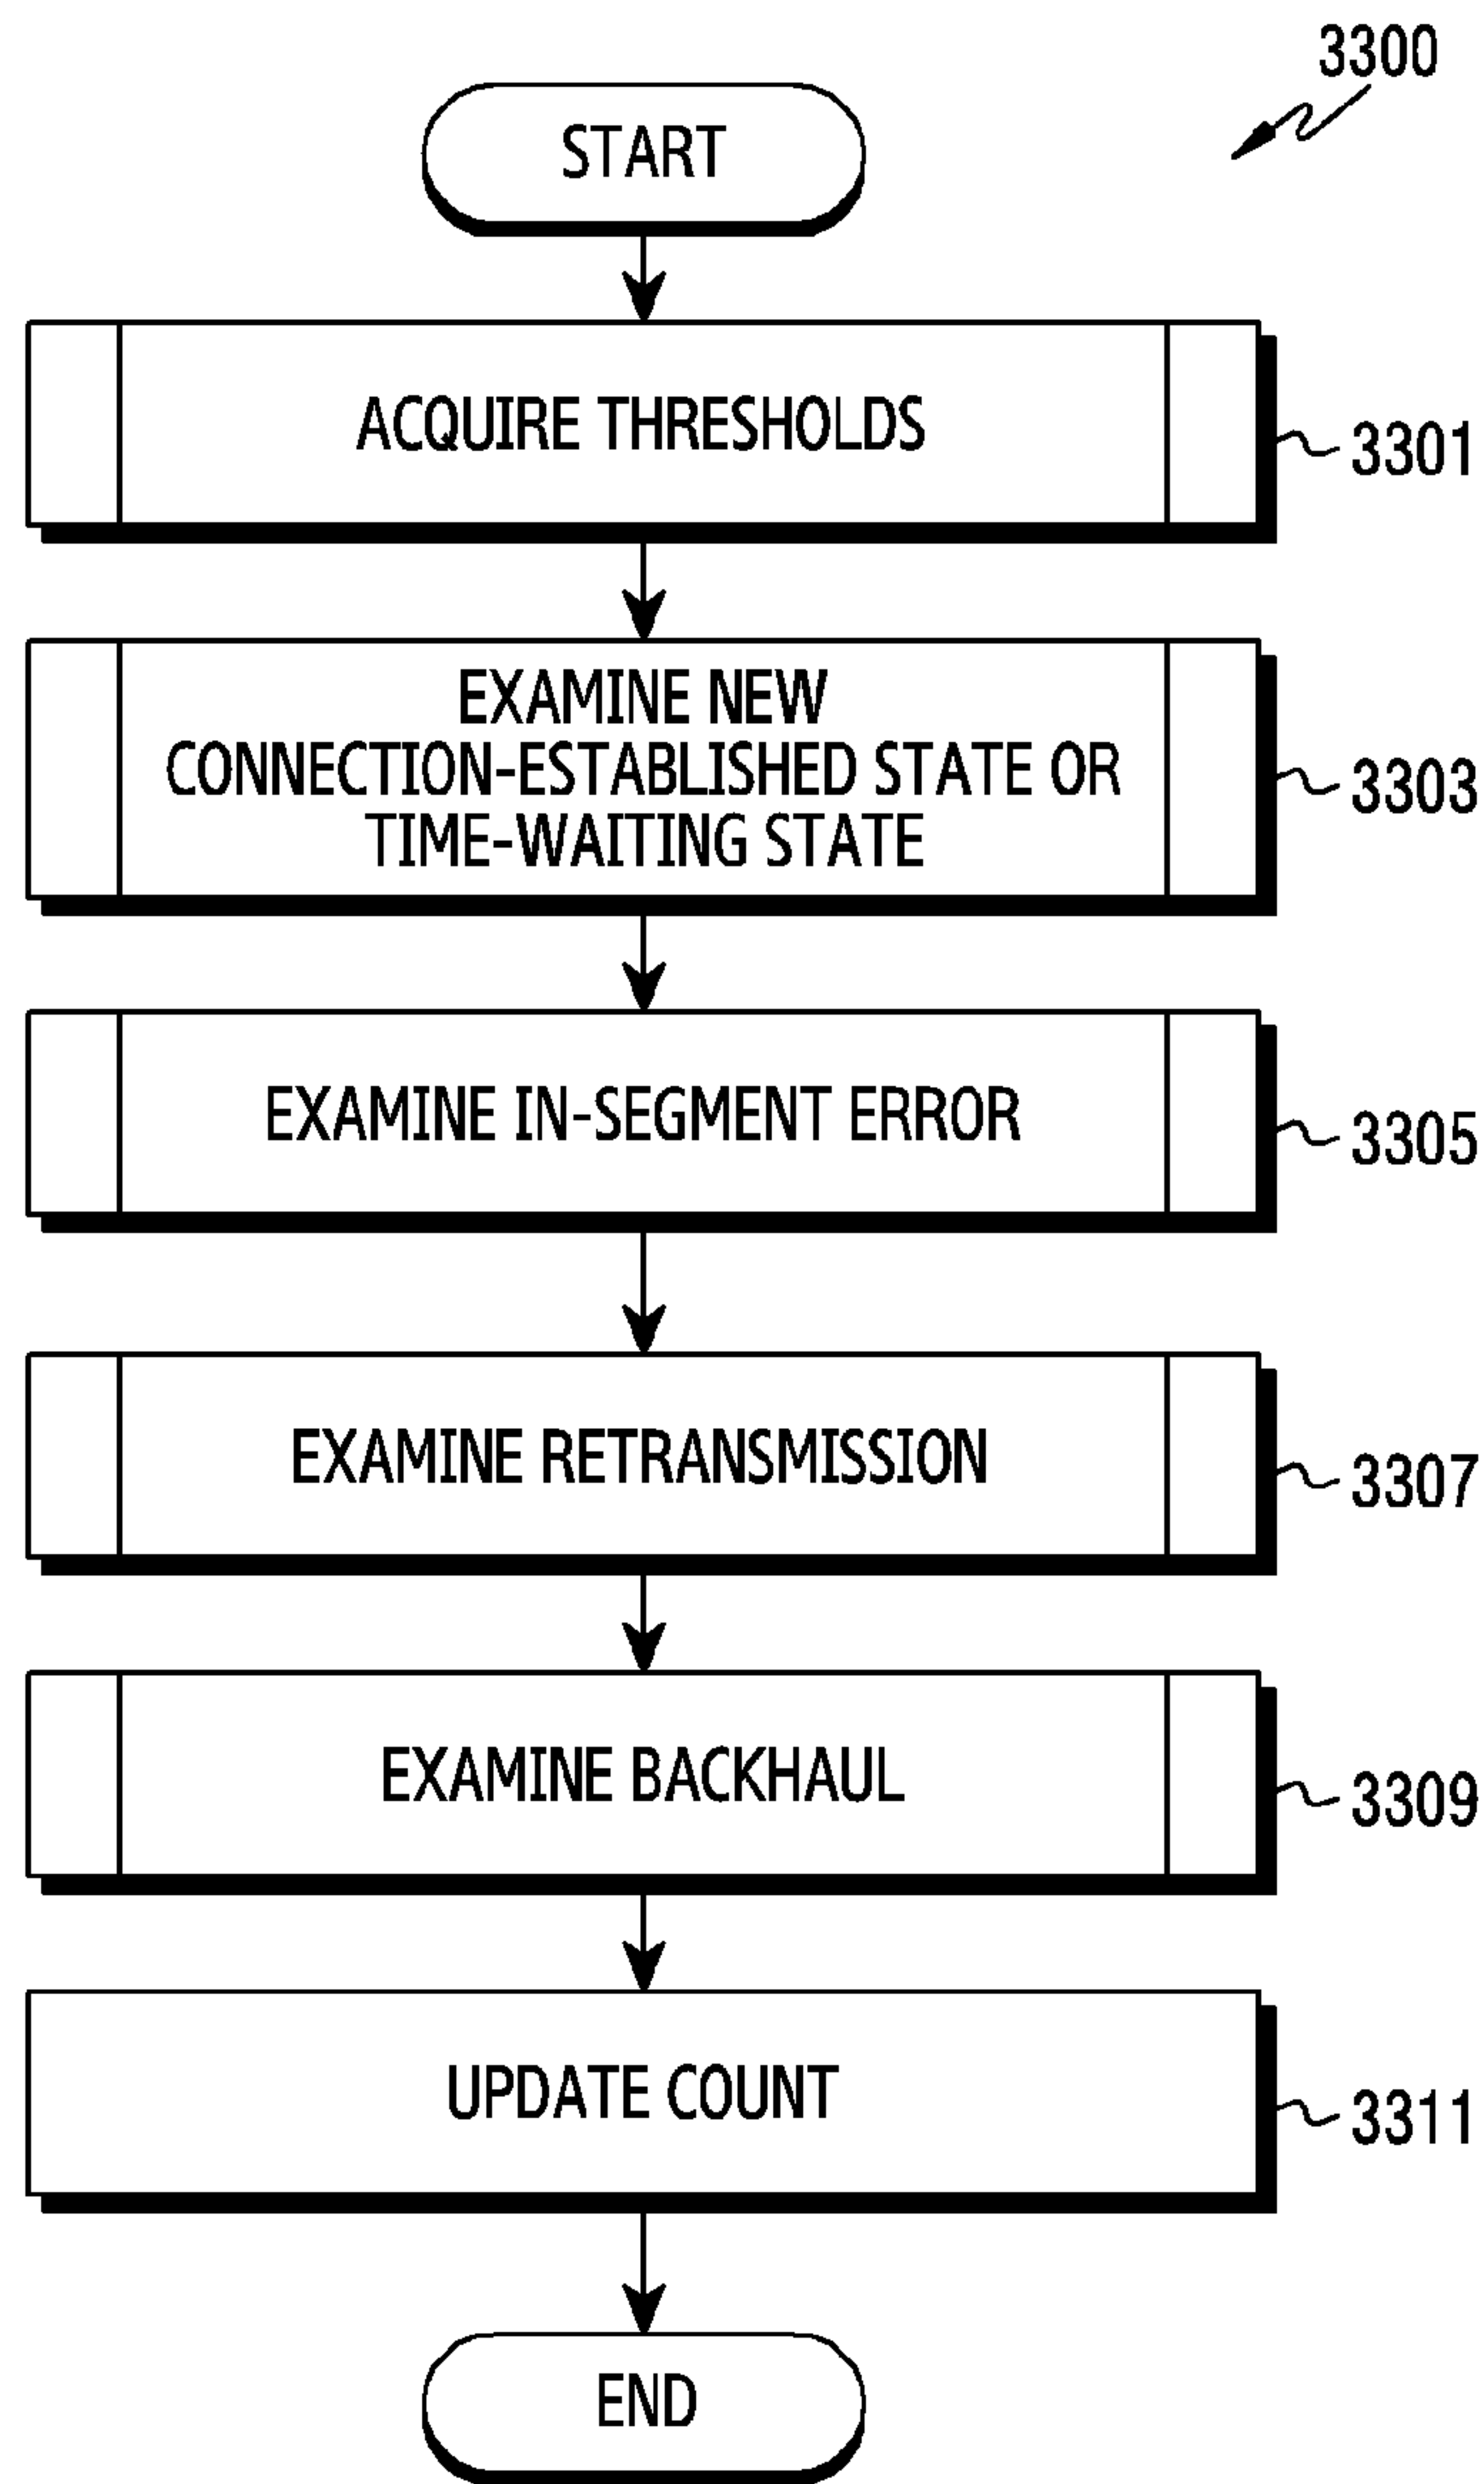 3300
START
ACQUIRE THRESHOLDS
3301
EXAMINE NEW
CONNECTION-ESTABLISHED STATE OR
TIME-WAITING STATE
3303
EXAMINE IN-SEGMENT ERROR
3305
EXAMINE RETRANSMISSION
3307
EXAMINE BACKHAUL
3309
UPDATE COUNT
3311
END